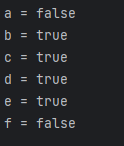 a = false
b = true
c = true
d = true
e = true
f = false